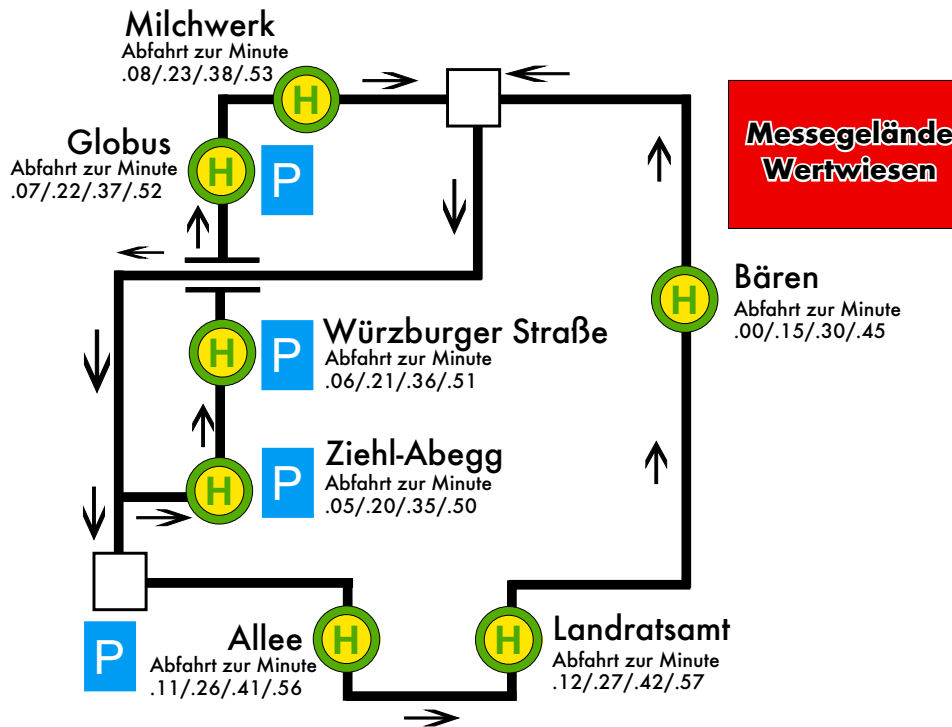 Milchwerk
Abfahrt zur Minute
.08/.23/.38/.53
H
Globus
Abfahrt zur Minute
.07/.22/.37/.52
H
P
Messegelände
Wertwiesen
Bären
Abfahrt zur Minute
.00/.15/.30/.45
H
Würzburger Straße
Abfahrt zur Minute
.06/.21/.36/.51
H
P
Ziehl-Abegg
Abfahrt zur Minute
.05/.20/.35/.50
H
P
P
Allee
Abfahrt zur Minute
.11/.26/.41/.56
H
H
Landratsamt
Abfahrt zur Minute
.12/.27/.42/.57